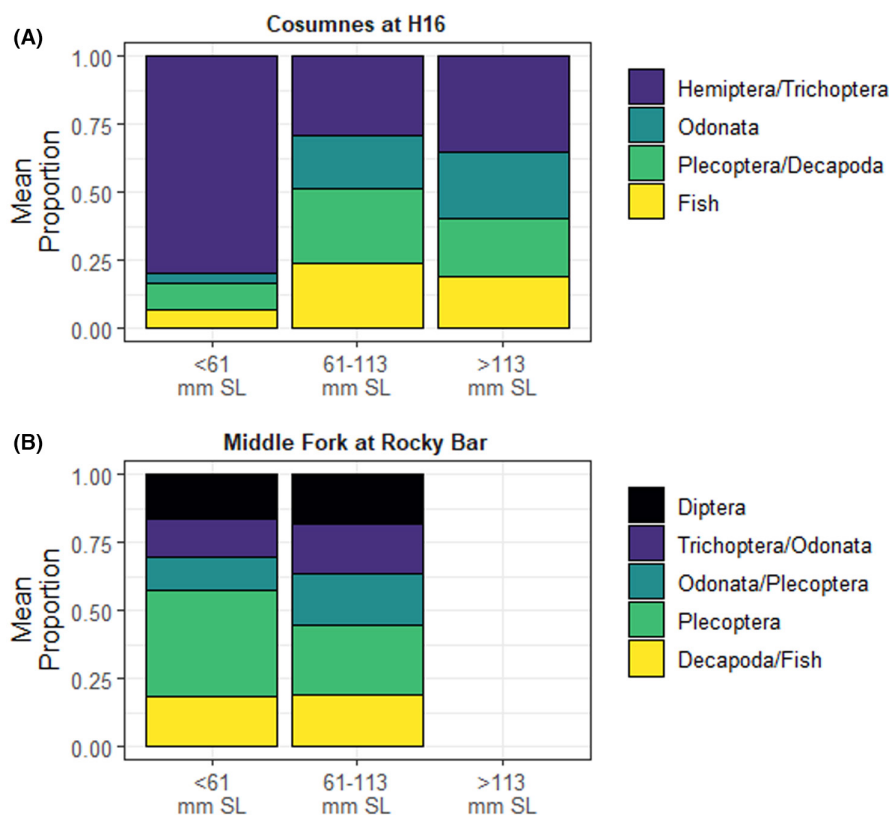 (A)
Cosumnes at H16
1.00
0.75
0.50
0.25
0.00
Mean
Proportion
<61
mm SL
61-113
mm SL
>113
mm SL
Hemiptera/Trichoptera
Odonata
Plecoptera/Decapoda
Fish
(B)
Middle Fork at Rocky Bar
1.00
0.75
0.50
0.25
0.00
Mean
Proportion
<61
mm SL
61-113
mm SL
>113
mm SL
Diptera
Trichoptera/Odonata
Odonata/Plecoptera
Plecoptera
Decapoda/Fish